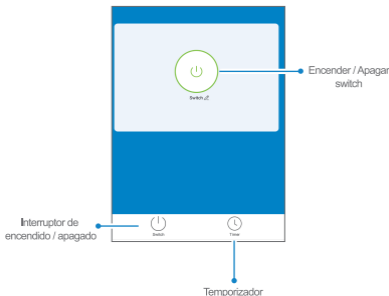 Encender / Apagar
switch
Switch
Interruptor de
encendido / apagado
Switch
Timer
Temporizador